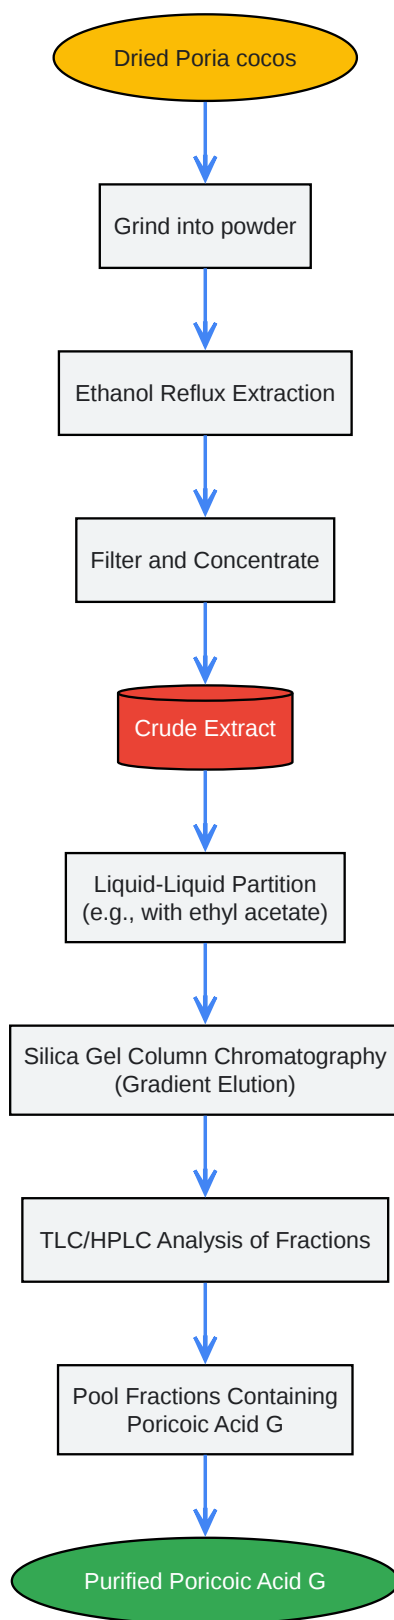 Dried Poria cocos
Grind into powder
Ethanol Reflux Extraction
Filter and Concentrate
Crude Extract
Liquid-Liquid Partition
(e.g., with ethyl acetate)
Silica Gel Column Chromatography
(Gradient Elution)
TLC/HPLC Analysis of Fractions
Pool Fractions Containing
Poricoic Acid G
Purified Poricoic Acid G